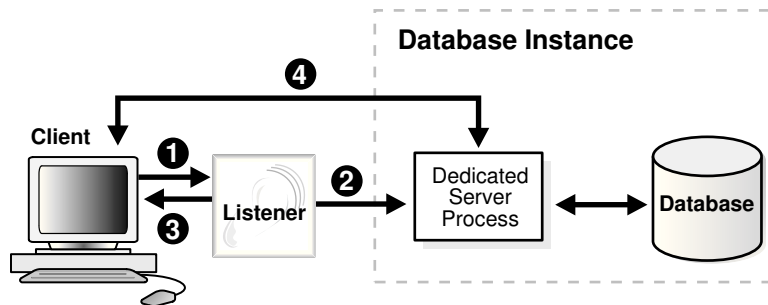 Database Instance
4
Client
1
Listener
2
3
Dedicated
Server
Process
Database